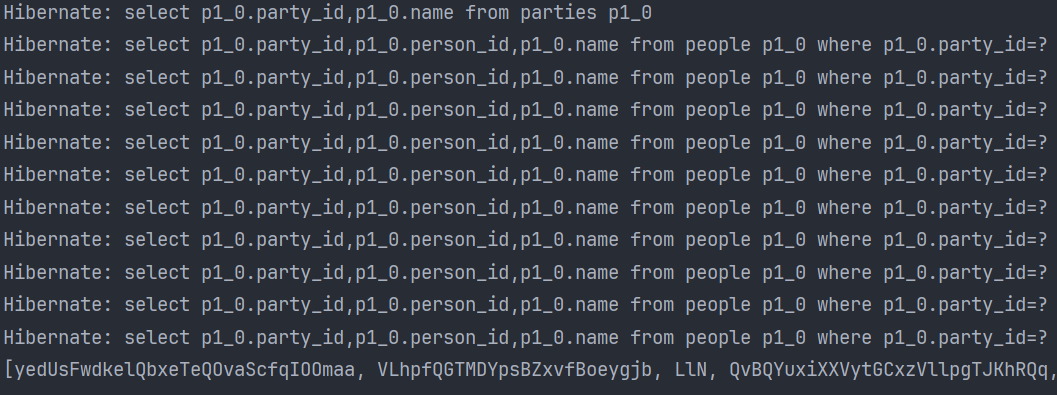 Hibernate: select p1_0.party_id,p1_0.name from parties p1_0
Hibernate: select p1_0.party_id,p1_0.person_id,p1_0.name from people p1_0 where p1_0.party_id=?
Hibernate: select p1_0.party_id,p1_0.person_id,p1_0.name from people p1_0 where p1_0.party_id=?
Hibernate: select p1_0.party_id,p1_0.person_id,p1_0.name from people p1_0 where p1_0.party_id=?
Hibernate: select p1_0.party_id,p1_0.person_id,p1_0.name from people p1_0 where p1_0.party_id=?
Hibernate: select p1_0.party_id,p1_0.person_id,p1_0.name from people p1_0 where p1_0.party_id=?
Hibernate: select p1_0.party_id,p1_0.person_id,p1_0.name from people p1_0 where p1_0.party_id=?
Hibernate: select p1_0.party_id,p1_0.person_id,p1_0.name from people p1_0 where p1_0.party_id=?
Hibernate: select p1_0.party_id,p1_0.person_id,p1_0.name from people p1_0 where p1_0.party_id=?
Hibernate: select p1_0.party_id,p1_0.person_id,p1_0.name from people p1_0 where p1_0.party_id=?
Hibernate: select p1_0.party_id,p1_0.person_id,p1_0.name from people p1_0 where p1_0.party_id=?
[yedUsFwdkelQbxeTeQOvaScfqIOOmaa, VLhpfQGTMDYpsBZxvfBoeygjb, LlN, QvBQYuxiXXVytGCxzVllpgTJKhRQq,